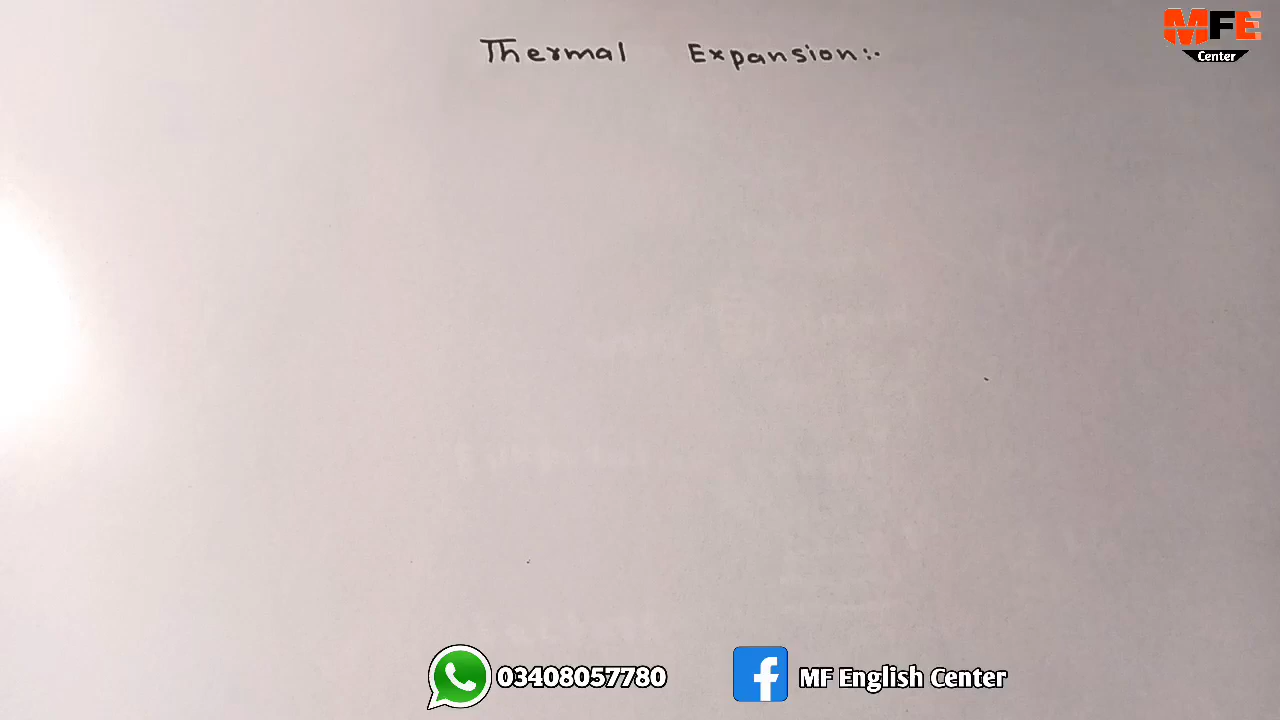 Thermal Expansion:-
MFE
Center
03408057780
MF English Center